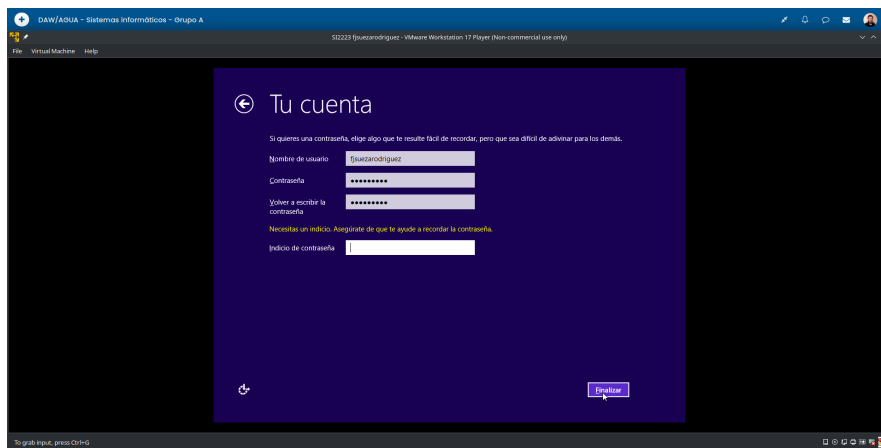 DAW/AGUA - Sistemas informáticos - Grupo A
SI2223 fjsuezarodriguez - VMware Workstation 17 Player (Non-commercial use only)
File Virtual Machine Help
Tu cuenta
Si quieres una contraseña, elige algo que te resulte fácil de recordar, pero que sea difícil de adivinar para los demás.
Nombre de usuario fjsuezarodriguez
Contraseña •••••••••
Volver a escribir la •••••••••
contraseña
Necesitas un indicio. Asegúrate de que te ayude a recordar la contraseña.
Indicio de contraseña
Finalizar
To grab input, press Ctrl+G